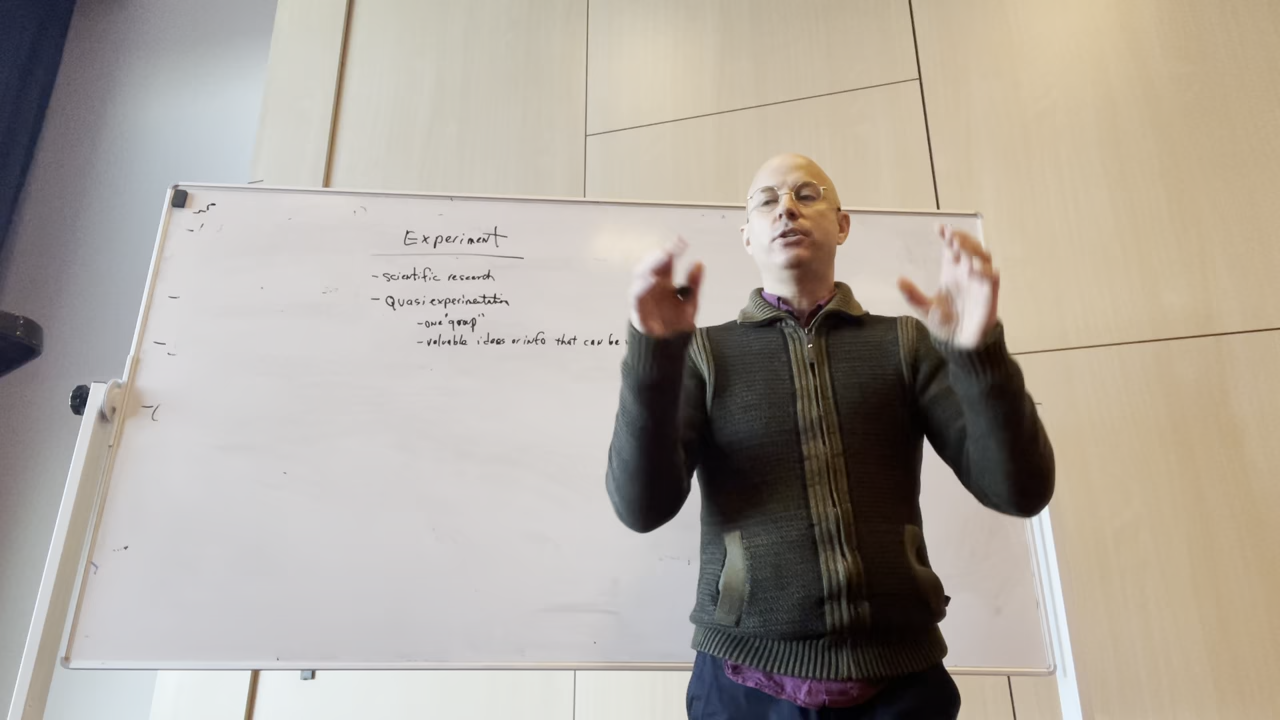 Experiment
- scientific research
- Quasi experimentation
- one "group"
- valuable ideas or info that can be